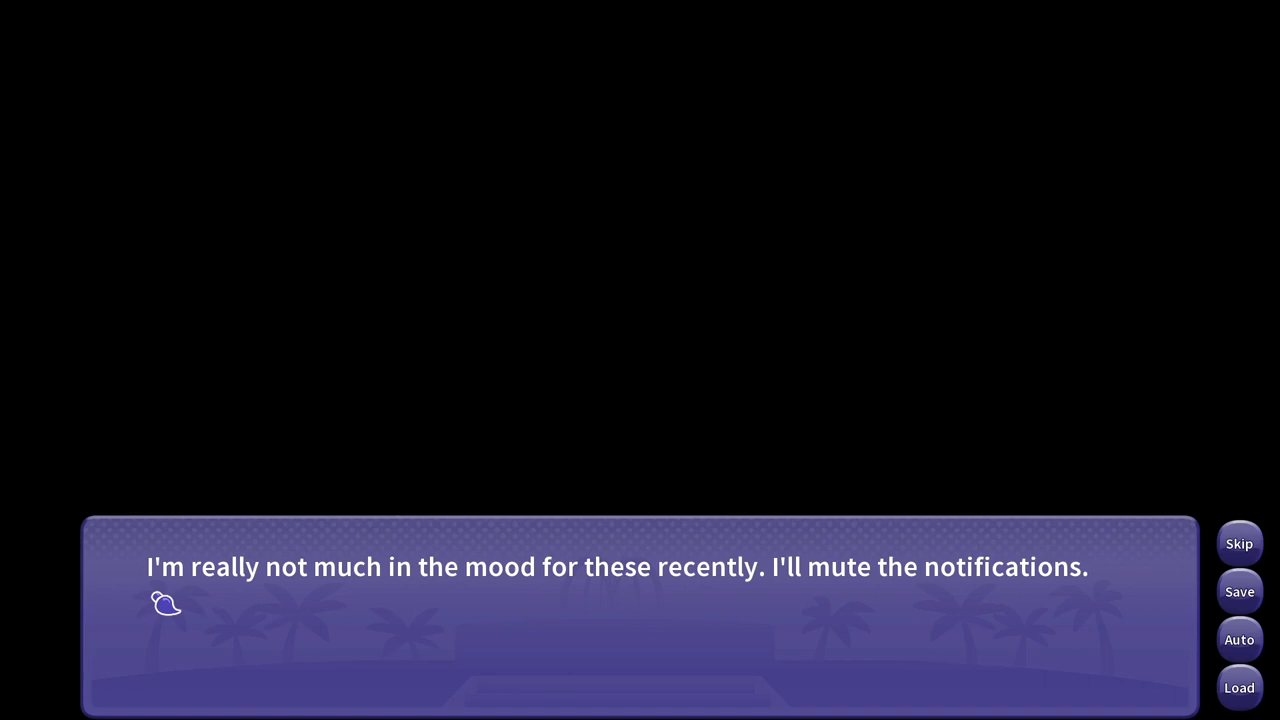 I'm really not much in the mood for these recently. I'll mute the notifications.
Skip
Save
Auto
Load